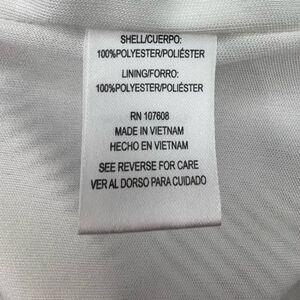 SHELL/CUERPO:
100%POLYESTER/POLIÉSTER
LINING/FORRO:
100%POLYESTER/POLIÉSTER
RN 107608
MADE IN VIETNAM
HECHO EN VIETNAM
SEE REVERSE FOR CARE
VER AL DORSO PARA CUIDADO